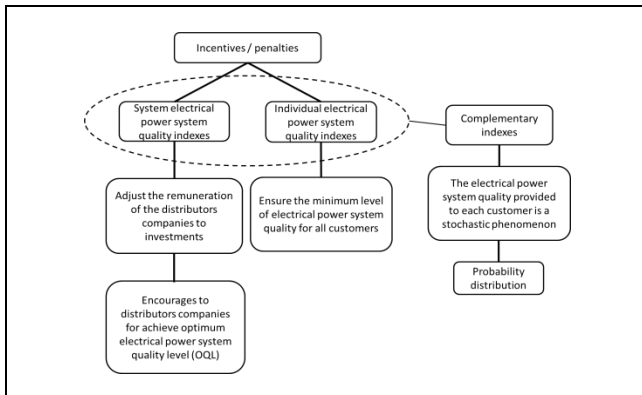 Incentives / penalties
System electrical
power system
quality indexes
Individual electrical
power system
quality indexes
Complementary
indexes
Adjust the remuneration
of the distributors
companies to
investments
Ensure the minimum level
of electrical power system
quality for all customers
The electrical power
system quality provided
to each customer is a
stochastic phenomenon
Probability
distribution
Encourages to
distributors companies
for achieve optimum
electrical power system
quality level (OQL)